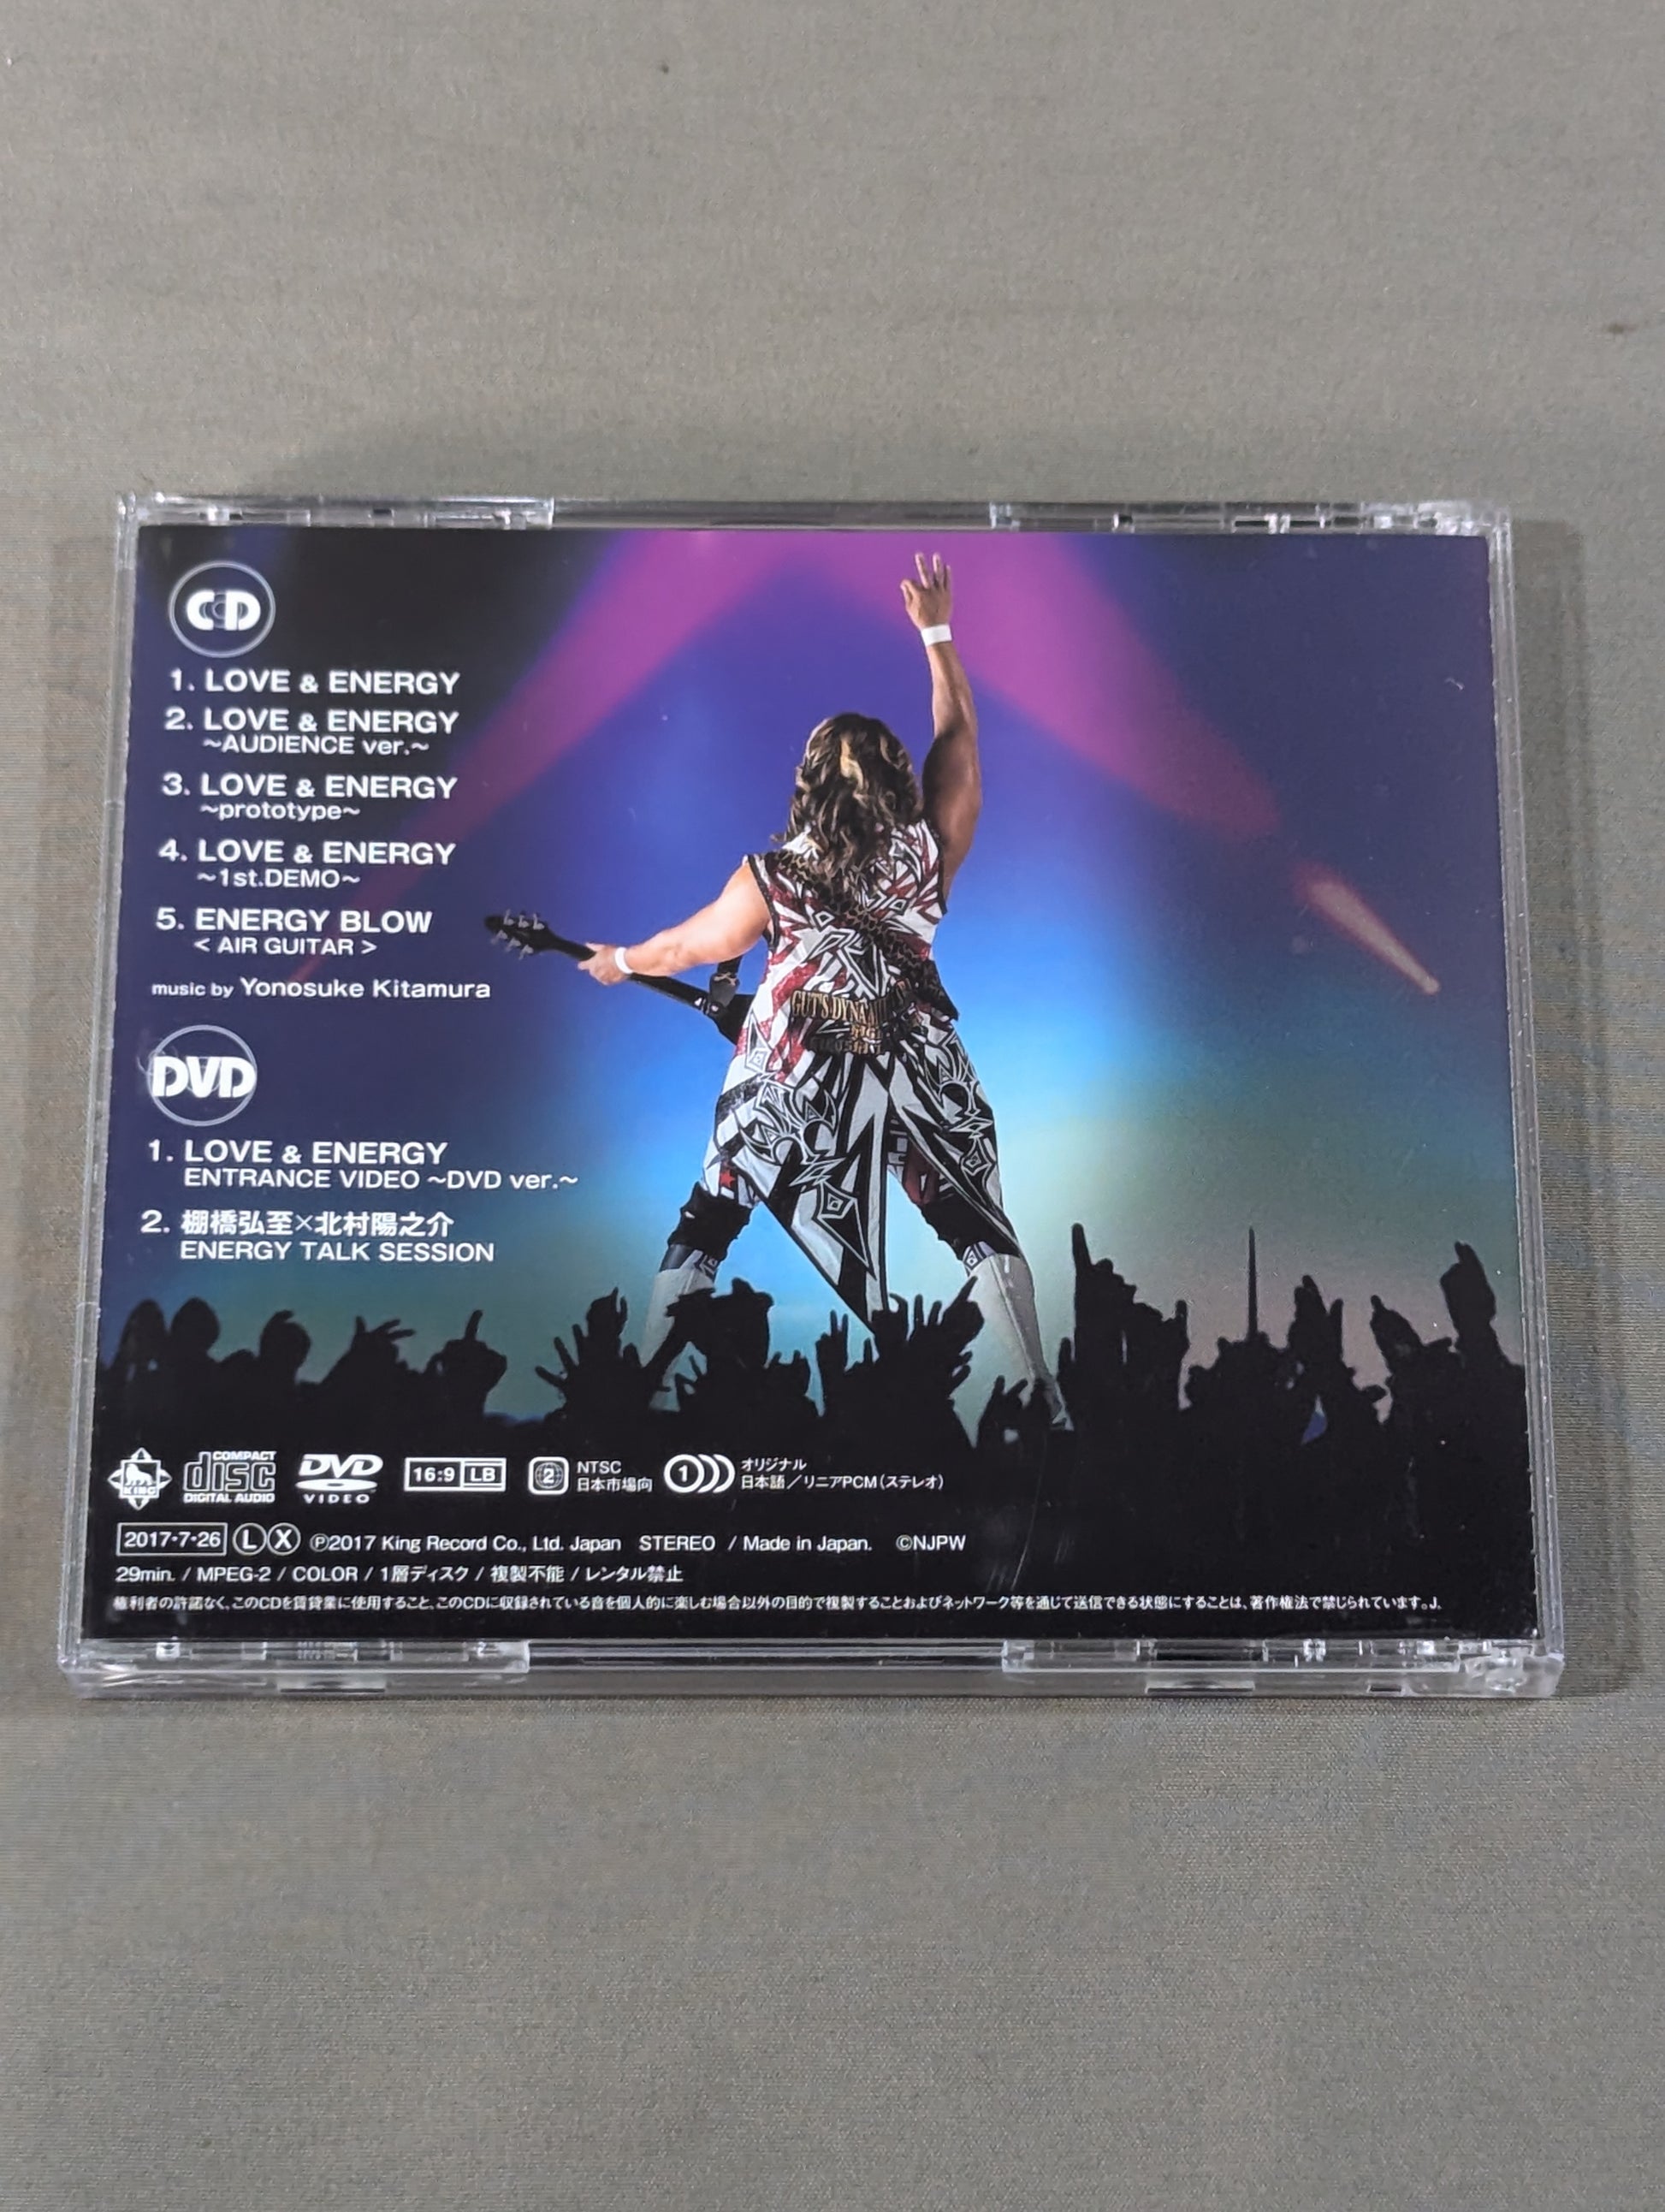 CD
1. LOVE & ENERGY
2. LOVE & ENERGY
~AUDIENCE ver.~
3. LOVE & ENERGY
~prototype~
4. LOVE & ENERGY
~1st.DEMO~
5. ENERGY BLOW
< AIR GUITAR >
music by Yonosuke Kitamura
DVD
1. LOVE & ENERGY
ENTRANCE VIDEO ~DVD ver.~
2. 棚橋弘至×北村陽之介
ENERGY TALK SESSION
KING
COMPACT
disc
DIGITAL AUDIO
DVD
VIDEO
16:9 LB
2
NTSC
日本市場向
1
オリジナル
日本語／リニアPCM(ステレオ)
2017・7・26 L X ℗2017 King Record Co., Ltd. Japan STEREO / Made in Japan. ©NJPW
29min. / MPEG-2 / COLOR / 1層ディスク / 複製不能 / レンタル禁止
権利者の許諾なく、このCDを賃貸業に使用すること、このCDに収録されている音を個人的に楽しむ場合以外の目的で複製することおよびネットワーク等を通じて送信できる状態にすることは、著作権法で禁じられています。J.